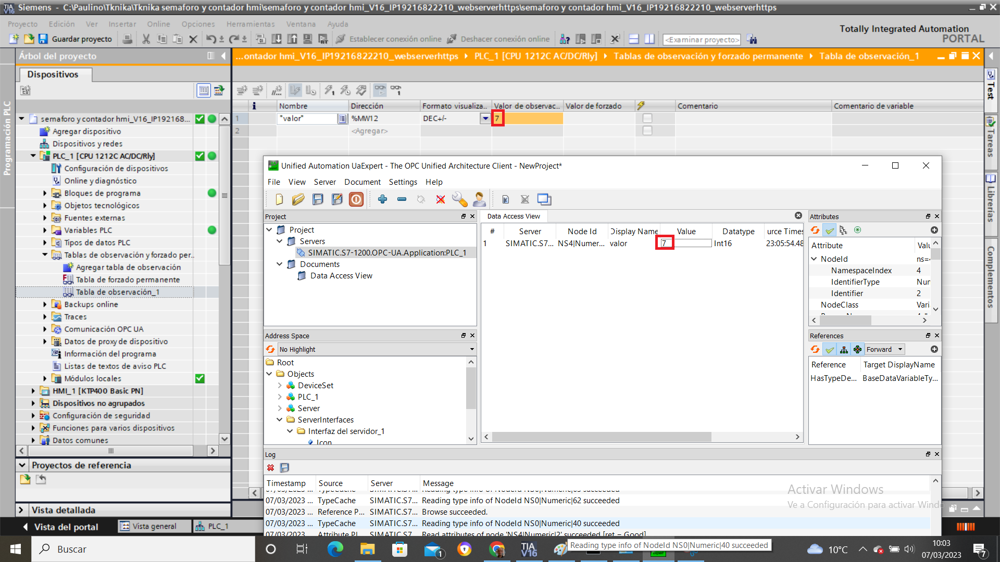 Siemens - C:\Paulino\Tknika\Tknika semaforo y contador hmi\semaforo y contador hmi_V16_IP19216822210_webserverhttps\semaforo y contador hmi_V16_IP19216822210_webserverhttps
Proyecto Edición Ver Insertar Online Opciones Herramientas Ventana Ayuda
Totally Integrated Automation
PORTAL
Guardar proyecto Establecer conexión online Deshacer conexión online <Examinar proyecto>
Árbol del proyecto
...ontador hmi_V16_IP19216822210_webserverhttps PLC_1 [CPU 1212C AC/DC/Rly] Tablas de observación y forzado permanente Tabla de observación_1
Dispositivos
Programación PLC
Test
Tareas
Librerías
Complementos
i Nombre Dirección Formato visualiza... Valor de observac... Valor de forzado Comentario Comentario de variable
1 "valor" %MW12 DEC+/- 7
2 <Agregar>
semaforo y contador hmi_V16_IP192168...
Agregar dispositivo
Dispositivos y redes
PLC_1 [CPU 1212C AC/DC/Rly]
Configuración de dispositivos
Online y diagnóstico
Bloques de programa
Objetos tecnológicos
Fuentes externas
Variables PLC
Tipos de datos PLC
Tablas de observación y forzado per..
Agregar tabla de observación
Tabla de forzado permanente
Tabla de observación_1
Backups online
Traces
Comunicación OPC UA
Datos de proxy de dispositivo
Información del programa
Listas de textos de aviso PLC
Módulos locales
HMI_1 [KTP400 Basic PN]
Dispositivos no agrupados
Configuración de seguridad
Funciones para varios dispositivos
Datos comunes
Proyectos de referencia
Vista detallada
Vista del portal Vista general PLC_1
Unified Automation UaExpert - The OPC Unified Architecture Client - NewProject*
File View Server Document Settings Help
Project
Project
Servers
SIMATIC.S7-1200.OPC-UA.Application:PLC_1
Documents
Data Access View
Address Space
No Highlight
Root
Objects
DeviceSet
PLC_1
Server
ServerInterfaces
Interfaz del servidor_1
Icon
Data Access View
# Server Node Id Display Name Value Datatype urce Times
1 SIMATIC.S7... NS4|Numer... valor 7 Int16 23:05:54.48
Attributes
Attribute Valu
NodeId ns=
NamespaceIndex 4
IdentifierType Nur
Identifier 2
NodeClass Vari
References
Forward
Reference Target DisplayName
HasTypeDe... BaseDataVariableTy...
Log
Timestamp Source Server Message
07/03/2023 ... TypeCache SIMATIC.S7... Reading type info of NodeId NS0|Numeric|62 succeeded
07/03/2023 ... Reference P... SIMATIC.S7... Browse succeeded.
07/03/2023 ... TypeCache SIMATIC.S7... Reading type info of NodeId NS0|Numeric|40 succeeded
07/03/2023 ... Attribute Pl... SIMATIC.S7... Read attributes of node 'NS4|Numeric|2' succeeded [ret = Good]
Reading type info of NodeId NS0|Numeric|40 succeeded
Activar Windows
Ve a Configuración para activar Windo
Buscar
TIA
V16
1
10°C
10:03
07/03/2023
7